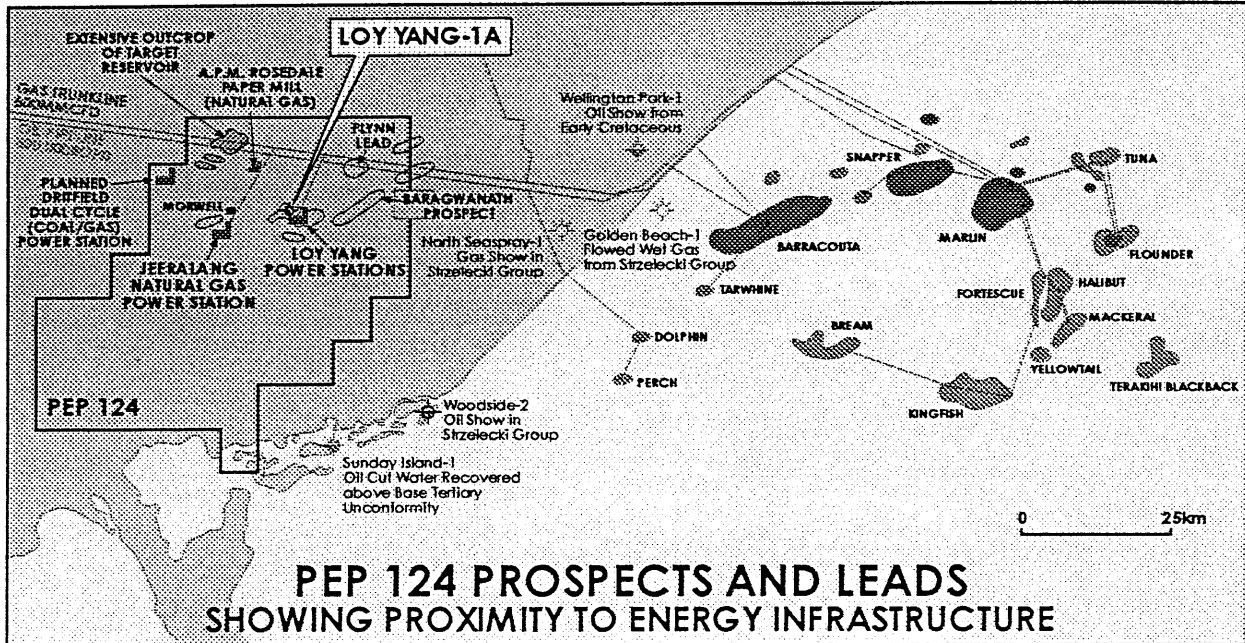 EXTENSIVE OUTCROP
OF TARGET
RESERVOIR
LOY YANG-1A
A.P.M. ROSEDALE
PAPER MILL
(NATURAL GAS)
GAS TRUNKLINE
500MMCFD
FLYNN
LEAD
PLANNED
DRIFFIELD
DUAL CYCLE
(COAL/GAS)
POWER STATION
MORWELL
BARAGWANATH
PROSPECT
LOY YANG
POWER STATIONS
JEERALANG
NATURAL GAS
POWER STATION
PEP 124
Wellington Park-1
Oil Show from
Early Cretaceous
North Seaspray-1
Gas Show in
Strzelecki Group
Golden Beach-1
Flowed Wet Gas
from Strzelecki Group
Woodside-2
Oil Show in
Strzelecki Group
Sunday Island-1
Oil Cut Water Recovered
above Base Tertiary
Unconformity
SNAPPER
TUNA
BARRACOUTA
MARLIN
FLOUNDER
TARWHINE
FORTESCUE
HALIBUT
DOLPHIN
BREAM
MACKERAL
PERCH
YELLOWTAIL
TERAKIHI BLACKBACK
KINGFISH
0 25km
PEP 124 PROSPECTS AND LEADS
SHOWING PROXIMITY TO ENERGY INFRASTRUCTURE